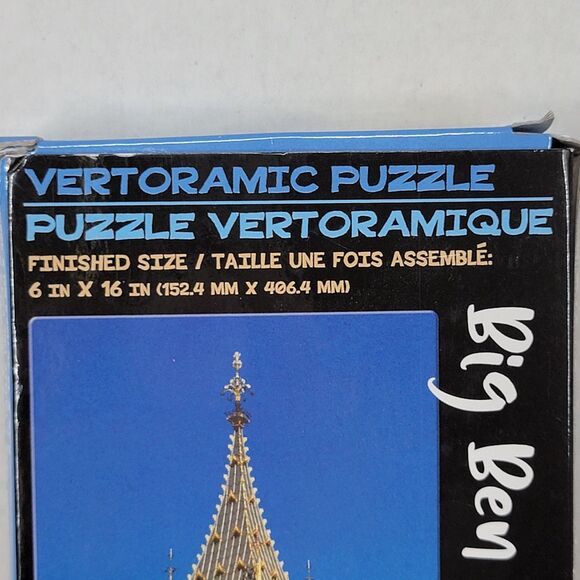 VERTORAMIC PUZZLE
PUZZLE VERTORAMIQUE
FINISHED SIZE / TAILLE UNE FOIS ASSEMBLÉ:
6 IN X 16 IN (152.4 MM X 406.4 MM)
Big Ben